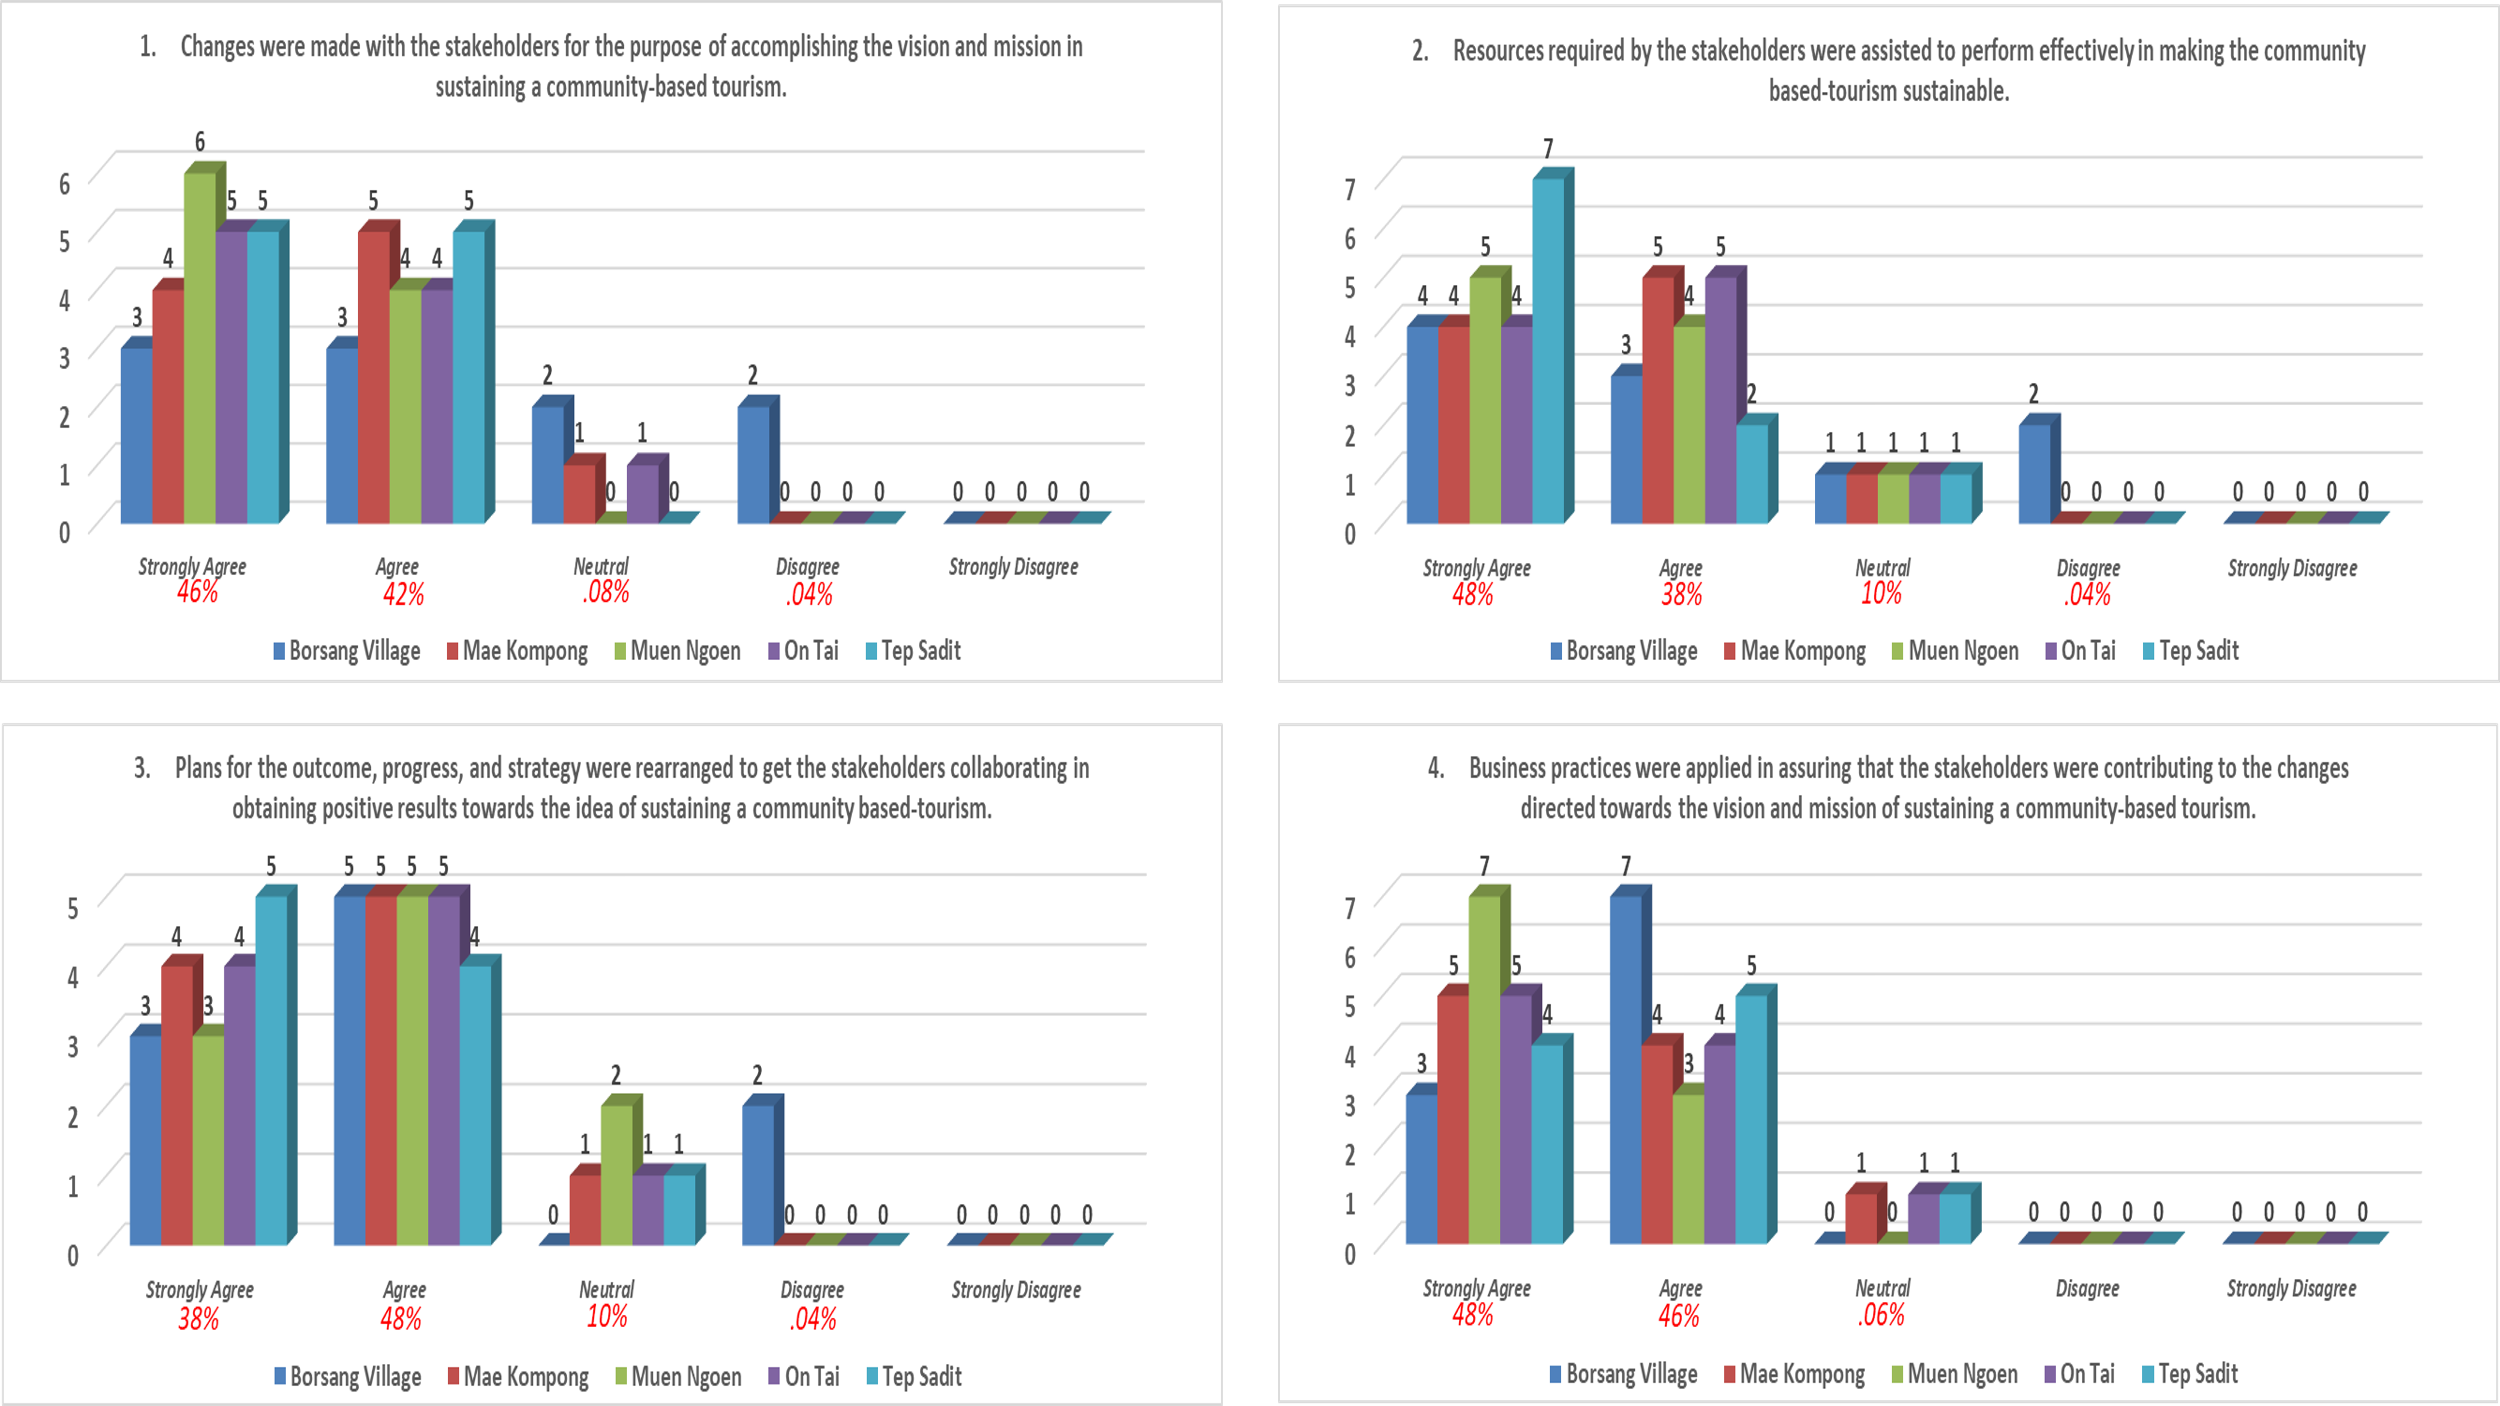 1. Changes were made with the stakeholders for the purpose of accomplishing the vision and mission in
sustaining a community-based tourism.
6
5 5
4
3
5
5
4 4
3
2
1
0
1
0
2
0 0 0 0
0 0 0 0 0
6
5
4
3
2
1
0
Strongly Agree Agree Neutral Disagree Strongly Disagree
46% 42% .08% .04%
Borsang Village Mae Kompong Muen Ngoen On Tai Tep Sadit
2. Resources required by the stakeholders were assisted to perform effectively in making the community
based-tourism sustainable.
7
4 4 5 4
3 5 4 5 2
1 1 1 1 1
2 0 0 0 0
0 0 0 0 0
7
6
5
4
3
2
1
0
Strongly Agree Agree Neutral Disagree Strongly Disagree
48% 38% 10% .04%
Borsang Village Mae Kompong Muen Ngoen On Tai Tep Sadit
3. Plans for the outcome, progress, and strategy were rearranged to get the stakeholders collaborating in
obtaining positive results towards the idea of sustaining a community based-tourism.
3 4 3 4 5
5 5 5 5 4
0 1 2 1 1
2 0 0 0 0
0 0 0 0 0
5
4
3
2
1
0
Strongly Agree Agree Neutral Disagree Strongly Disagree
38% 48% 10% .04%
Borsang Village Mae Kompong Muen Ngoen On Tai Tep Sadit
4. Business practices were applied in assuring that the stakeholders were contributing to the changes
directed towards the vision and mission of sustaining a community-based tourism.
3 5 7 5 4
7 4 3 4 5
0 1 0 1 1
0 0 0 0 0
0 0 0 0 0
7
6
5
4
3
2
1
0
Strongly Agree Agree Neutral Disagree Strongly Disagree
48% 46% .06%
Borsang Village Mae Kompong Muen Ngoen On Tai Tep Sadit